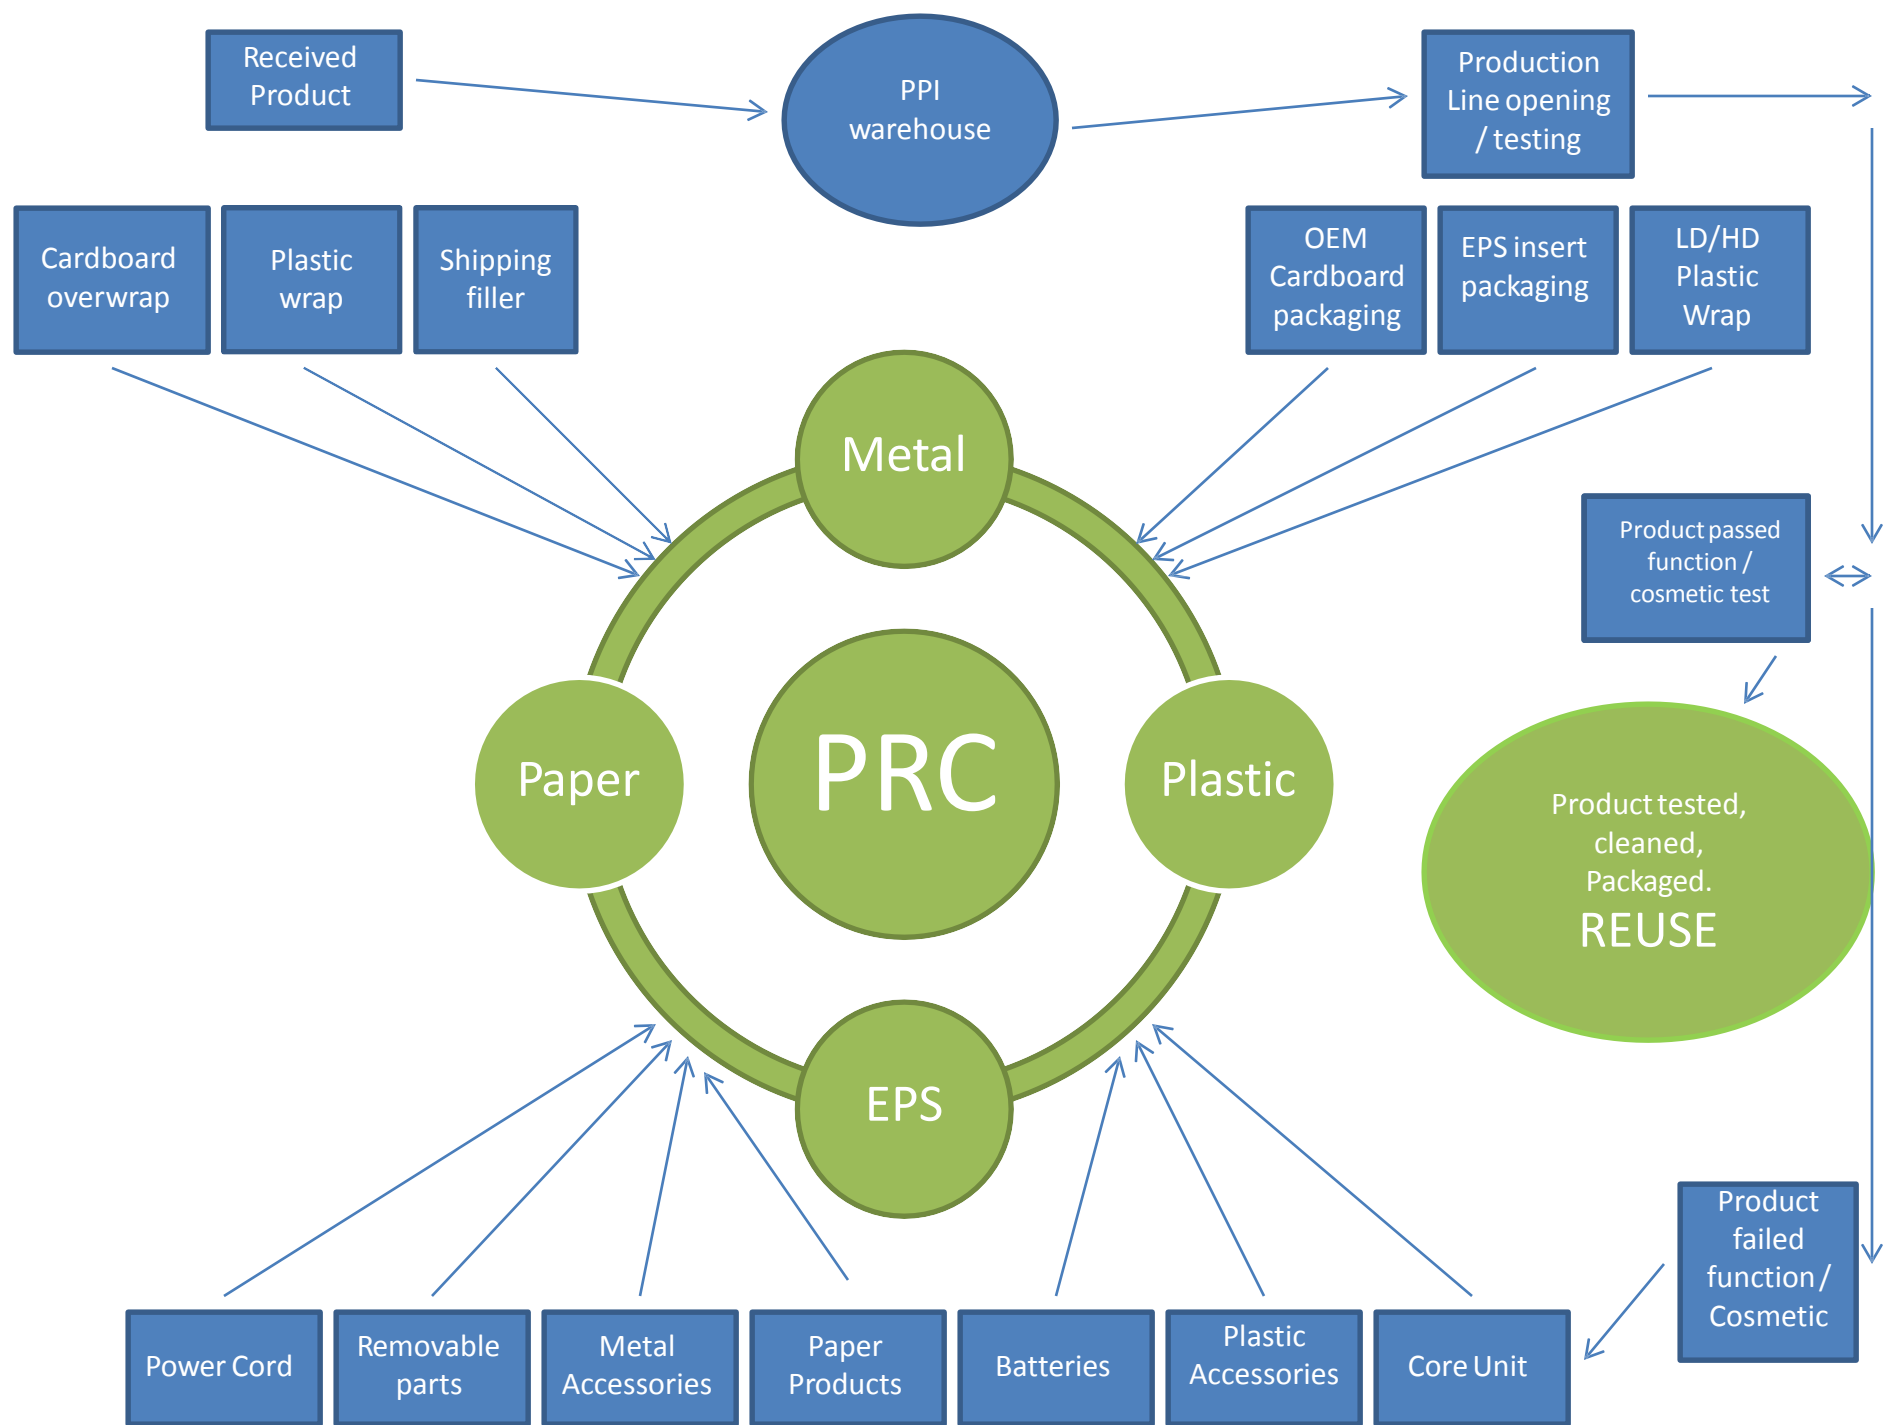 Received
Product
PPI
warehouse
Production
Line opening
/ testing
Cardboard
overwrap
Plastic
wrap
Shipping
filler
OEM
Cardboard
packaging
EPS insert
packaging
LD/HD
Plastic
Wrap
Metal
Product passed
function /
cosmetic test
Paper
PRC
Plastic
Product tested,
cleaned,
Packaged.
REUSE
EPS
Product
failed
function /
Cosmetic
Power Cord
Removable
parts
Metal
Accessories
Paper
Products
Batteries
Plastic
Accessories
Core Unit